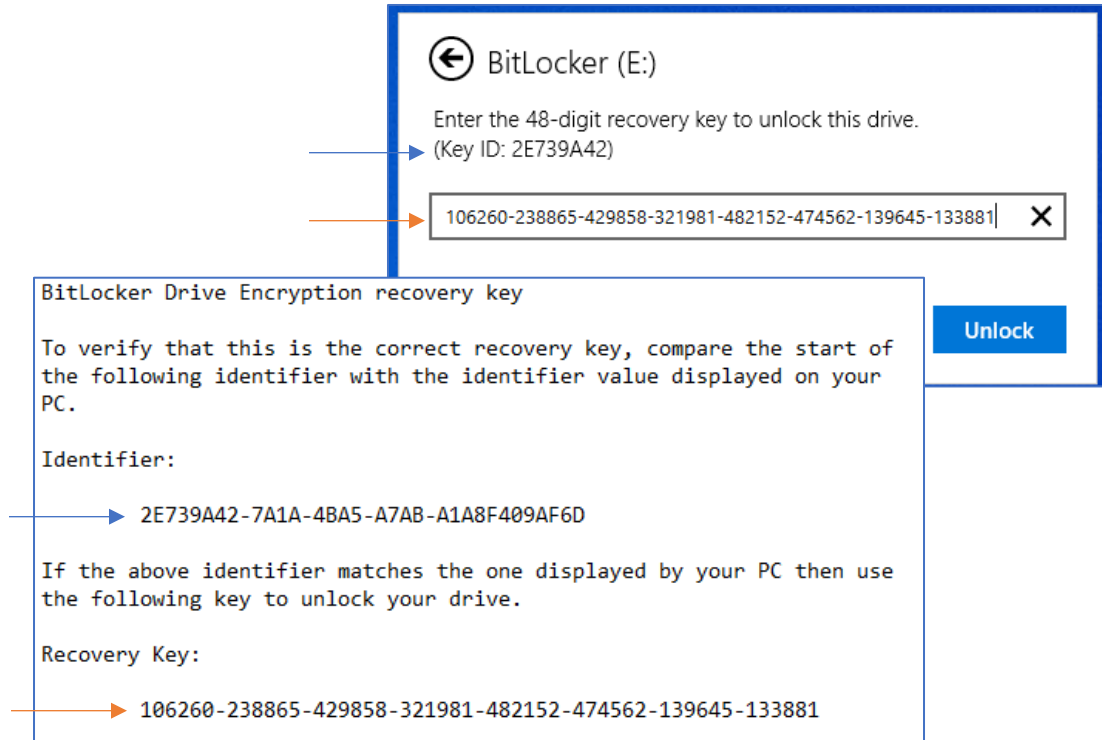 BitLocker (E:)
Enter the 48-digit recovery key to unlock this drive.
(Key ID: 2E739A42)
106260-238865-429858-321981-482152-474562-139645-133881
Unlock
BitLocker Drive Encryption recovery key
To verify that this is the correct recovery key, compare the start of
the following identifier with the identifier value displayed on your
PC.
Identifier:
2E739A42-7A1A-4BA5-A7AB-A1A8F409AF6D
If the above identifier matches the one displayed by your PC then use
the following key to unlock your drive.
Recovery Key:
106260-238865-429858-321981-482152-474562-139645-133881